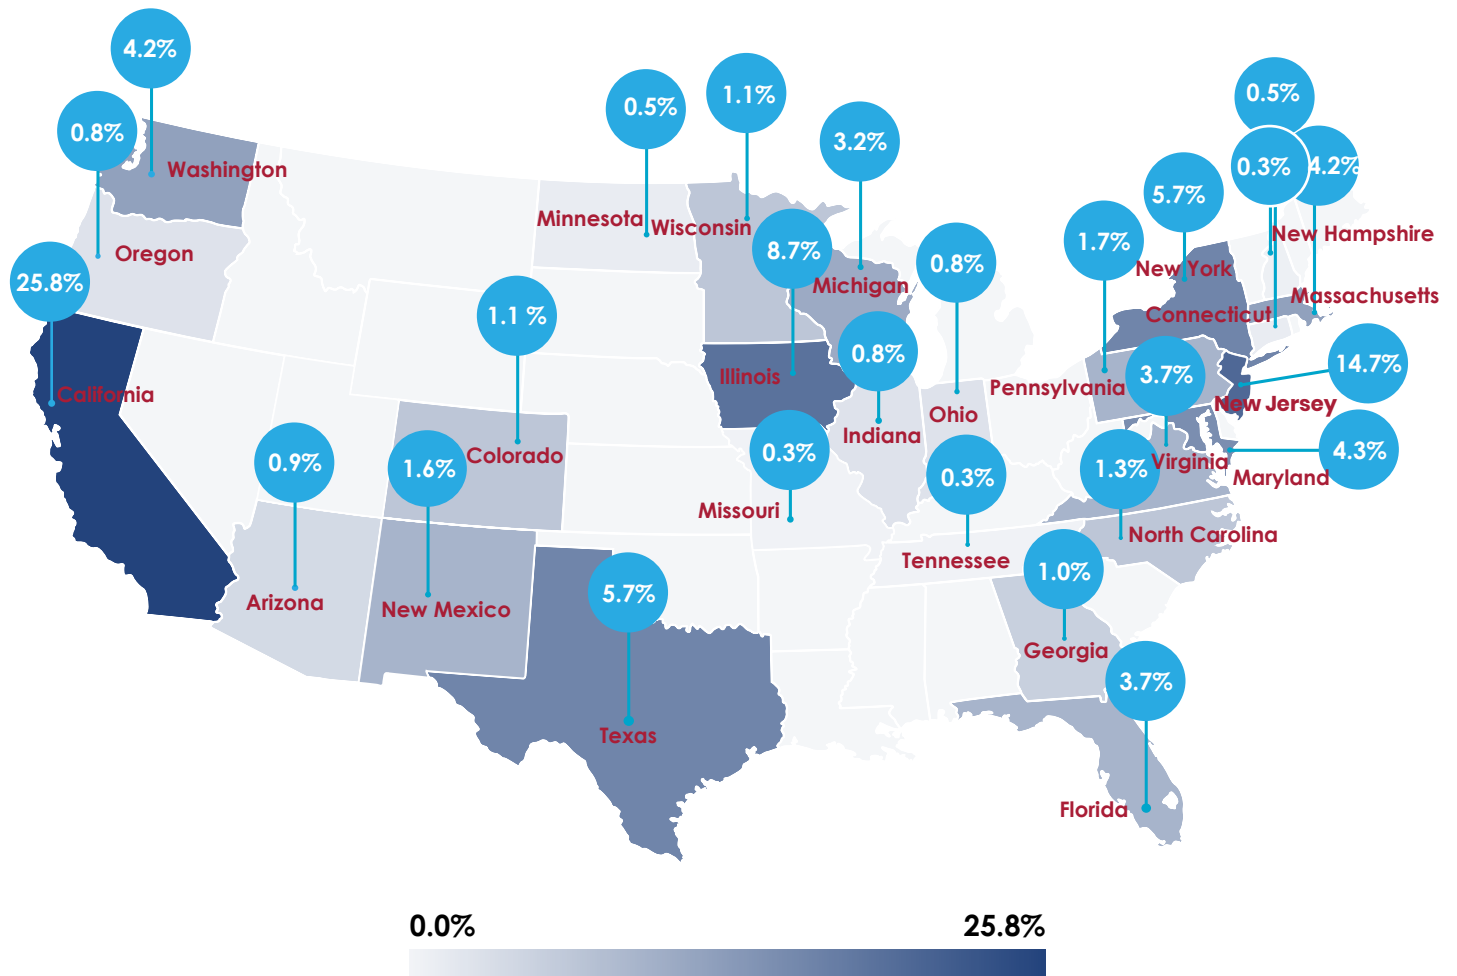 4.2%
0.5%
1.1%
0.5%
0.8%
3.2%
0.3%
4.2%
Washington
5.7%
Minnesota
Wisconsin
1.7%
New Hampshire
Oregon
8.7%
0.8%
New York
25.8%
Michigan
Massachusetts
1.1 %
Connecticut
0.8%
14.7%
Illinois
3.7%
California
Pennsylvania
New Jersey
Ohio
Indiana
Colorado
0.3%
4.3%
0.9%
1.6%
1.3%
Virginia
0.3%
Maryland
Missouri
North Carolina
Tennessee
1.0%
Arizona
New Mexico
5.7%
Georgia
3.7%
Texas
Florida
0.0%
25.8%